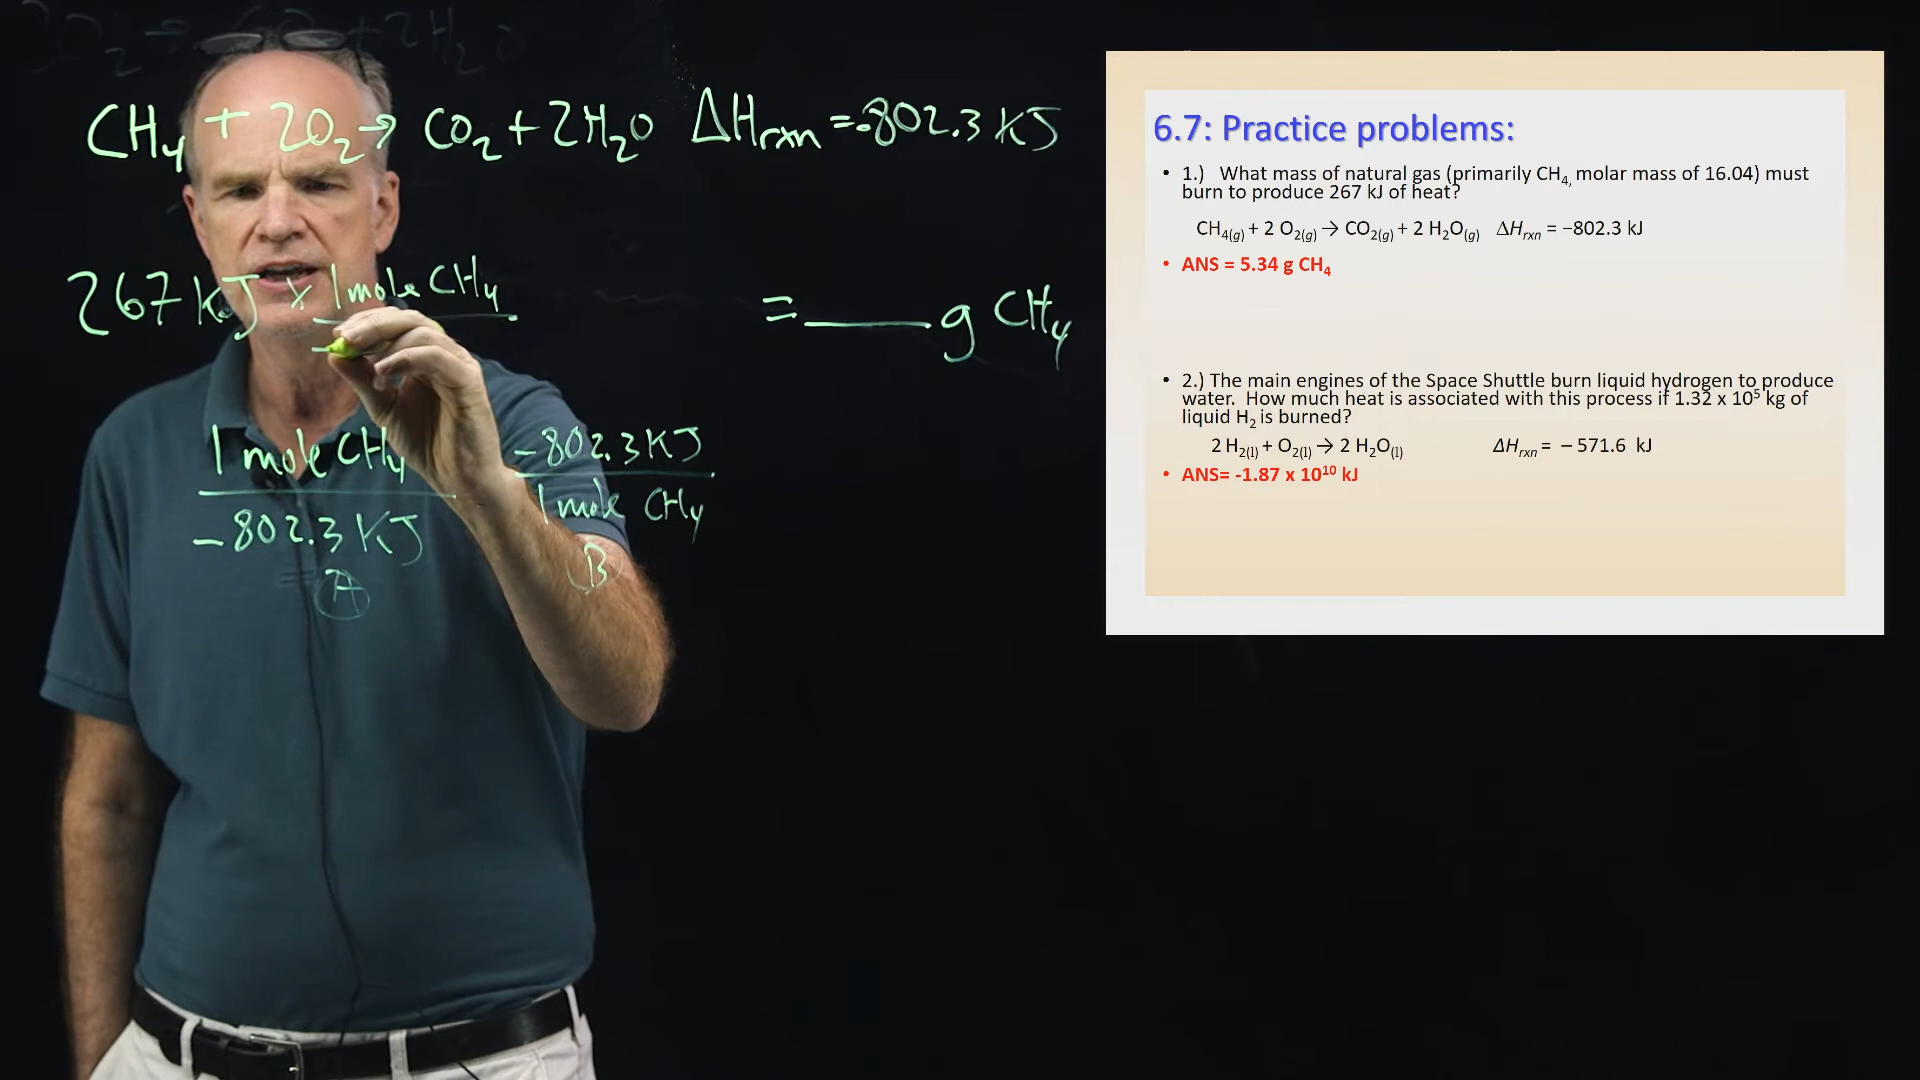 CH₄ + 2O₂ → CO₂ + 2H₂O ΔHrxn = -802.3 KJ
267 kJ x 1 mole CH₄ = ____ g CH₄
-
1 mole CH₄
-802.3 KJ
A
-802.3 KJ
1 mole CH₄
B
6.7: Practice problems:
• 1.) What mass of natural gas (primarily CH₄, molar mass of 16.04) must
burn to produce 267 kJ of heat?
CH₄(g) + 2 O₂(g) → CO₂(g) + 2 H₂O(g) ΔHrxn = −802.3 kJ
• ANS = 5.34 g CH₄
• 2.) The main engines of the Space Shuttle burn liquid hydrogen to produce
water. How much heat is associated with this process if 1.32 x 10⁵ kg of
liquid H₂ is burned?
2 H₂(l) + O₂(l) → 2 H₂O(l) ΔHrxn = − 571.6 kJ
• ANS= -1.87 x 10¹⁰ kJ